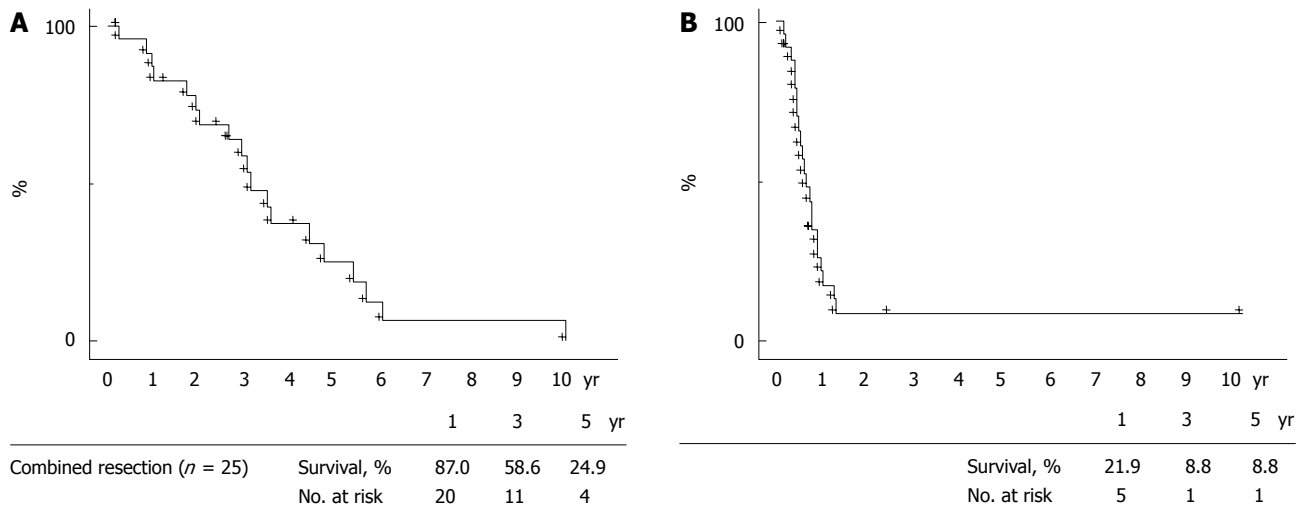 A
100
%
0
0 1 2 3 4 5 6 7 8 9 10 yr
1 3 5 yr
Combined resection (n = 25) Survival, % 87.0 58.6 24.9
No. at risk 20 11 4
B
100
%
0
0 1 2 3 4 5 6 7 8 9 10 yr
1 3 5 yr
Survival, % 21.9 8.8 8.8
No. at risk 5 1 1